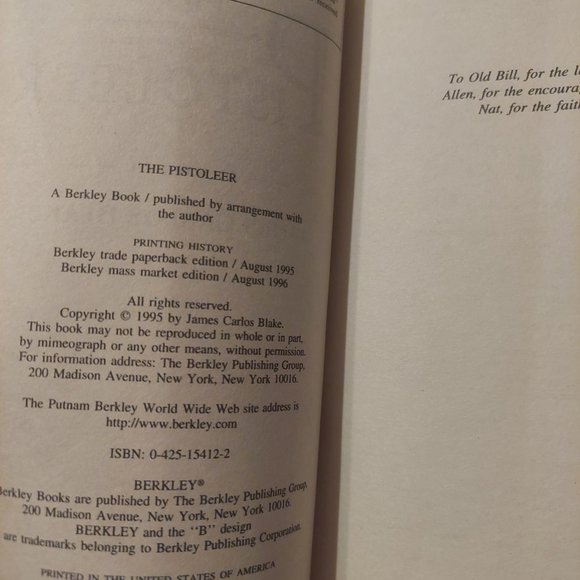 THE PISTOLEER
A Berkley Book / published by arrangement with
the author
PRINTING HISTORY
Berkley trade paperback edition / August 1995
Berkley mass market edition / August 1996
All rights reserved.
Copyright © 1995 by James Carlos Blake.
This book may not be reproduced in whole or in part,
by mimeograph or any other means, without permission.
For information address: The Berkley Publishing Group,
200 Madison Avenue, New York, New York 10016.
The Putnam Berkley World Wide Web site address is
http://www.berkley.com
ISBN: 0-425-15412-2
BERKLEY®
Berkley Books are published by The Berkley Publishing Group,
200 Madison Avenue, New York, New York 10016.
BERKLEY and the "B" design
are trademarks belonging to Berkley Publishing Corporation.
PRINTED IN THE UNITED STATES OF AMERICA
To Old Bill, for the
Allen, for the
Nat, for the